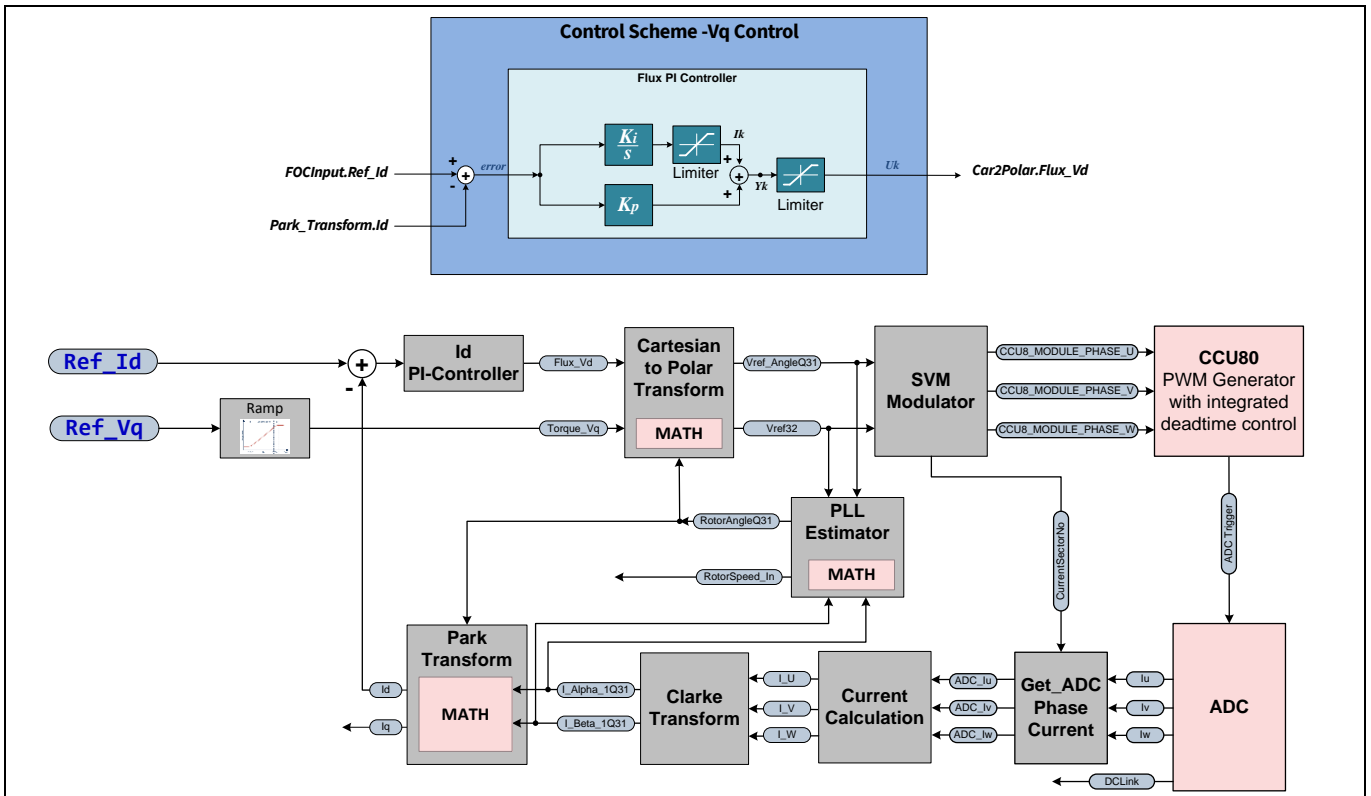 Control Scheme -Vq Control
Flux PI Controller
Ki
s
Limiter
Ik
+
FOCInput.Ref_Id
+
-
+
error
Kp
+
+
Yk
Limiter
Uk
Car2Polar.Flux_Vd
Park_Transform.Id
Ref_Id
+
-
Id
PI-Controller
Flux_Vd
Cartesian
to Polar
Transform
MATH
Vref_AngleQ31
SVM
Modulator
CCU8_MODULE_PHASE_U
CCU8_MODULE_PHASE_V
CCU8_MODULE_PHASE_W
CCU80
PWM Generator
with integrated
deadtime control
Ref_Vq
Ramp
Torque_Vq
Vref32
RotorAngleQ31
PLL
Estimator
MATH
RotorSpeed_In
CurrentSectorNo
ADC Trigger
Park
Transform
MATH
Id
Iq
I_Alpha_1Q31
I_Beta_1Q31
Clarke
Transform
I_U
I_V
I_W
Current
Calculation
ADC_Iu
ADC_Iv
ADC_Iw
Get_ADC
Phase
Current
Iu
Iv
Iw
ADC
DCLink